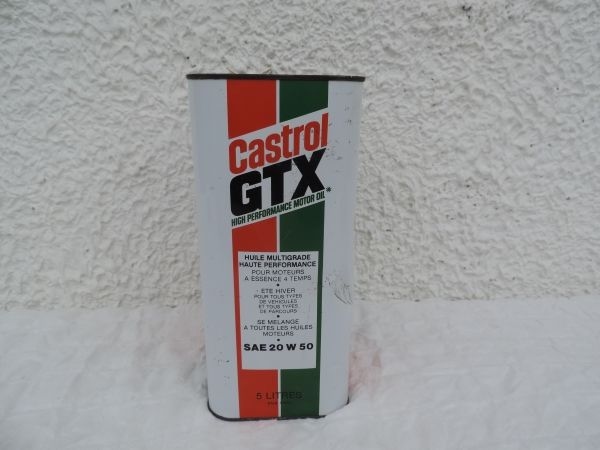 Castrol
GTX
HIGH PERFORMANCE MOTOR OIL*
HUILE MULTIGRADE
HAUTE PERFORMANCE
POUR MOTEURS
A ESSENCE 4 TEMPS
•
ETE HIVER
POUR TOUS TYPES
DE VEHICULES
ET TOUS TYPES
DE PARCOURS
•
SE MELANGE
A TOUTES LES HUILES
MOTEURS
•
SAE 20 W 50
5 LITRES